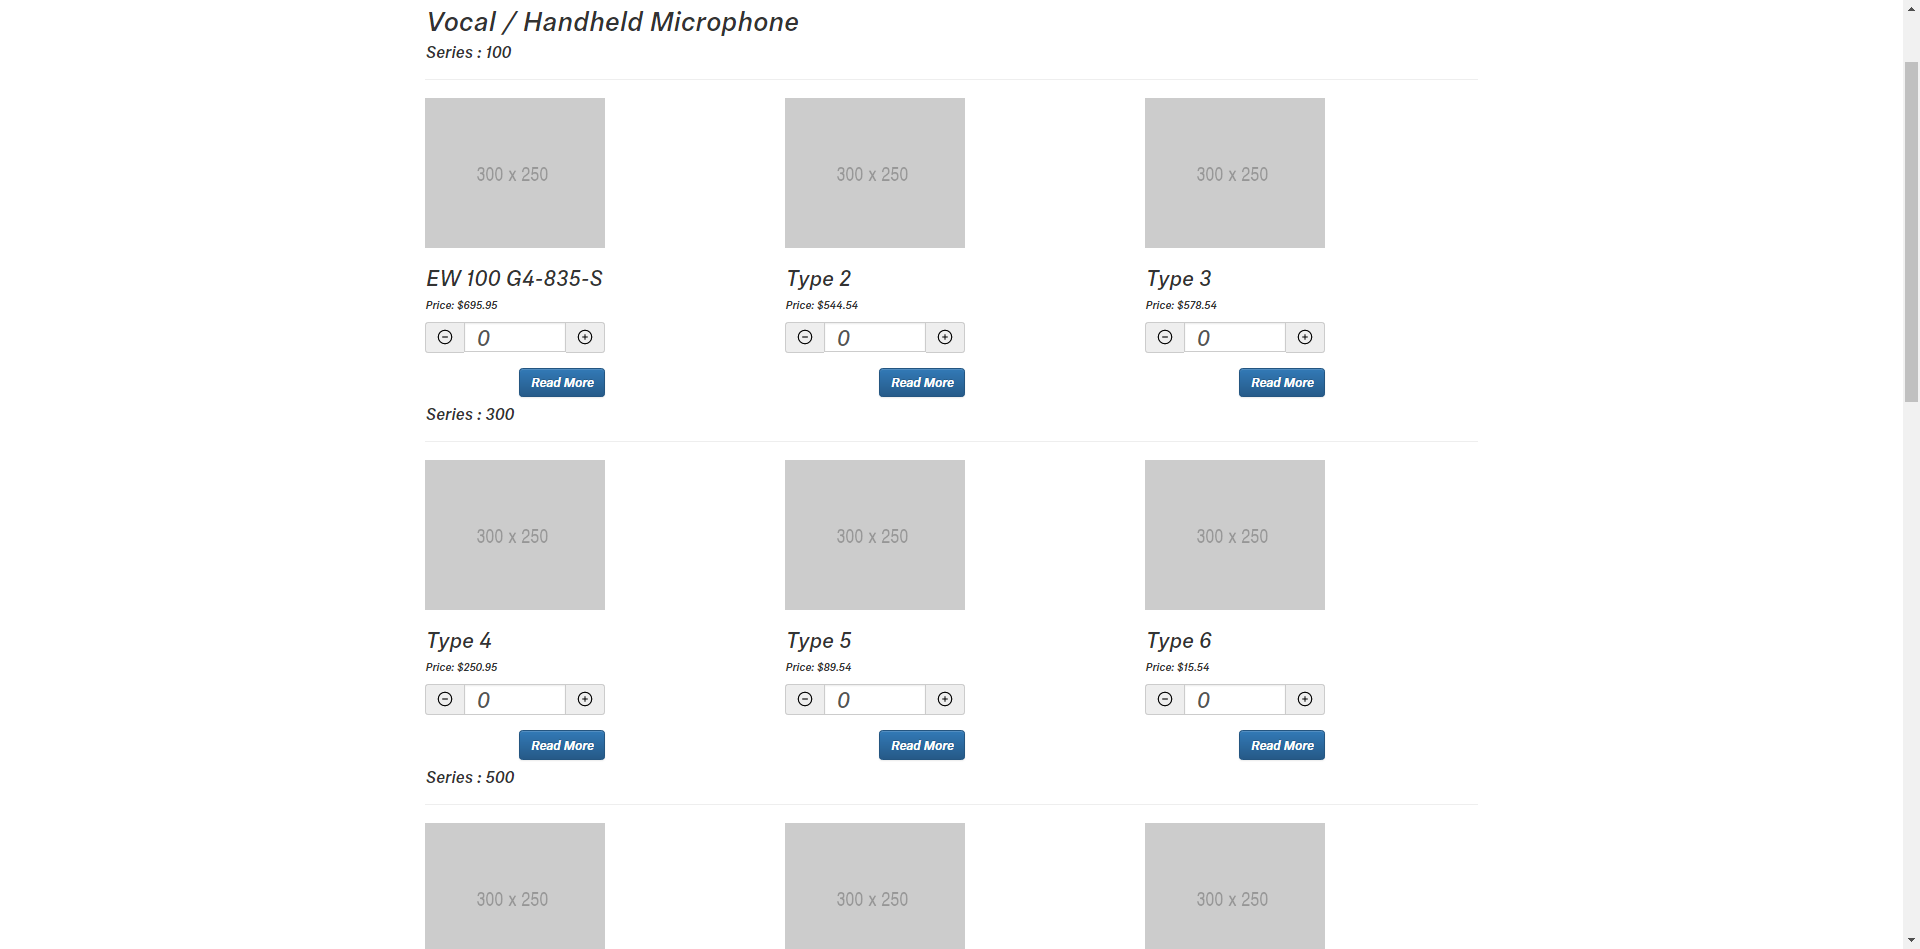 Vocal / Handheld Microphone
Series : 100
300 x 250 300 x 250 300 x 250
EW 100 G4-835-S Type 2 Type 3
Price: $695.95 Price: $544.54 Price: $578.54
0 0 0
Read More Read More Read More
Series : 300
300 x 250 300 x 250 300 x 250
Type 4 Type 5 Type 6
Price: $250.95 Price: $89.54 Price: $15.54
0 0 0
Read More Read More Read More
Series : 500
300 x 250 300 x 250 300 x 250